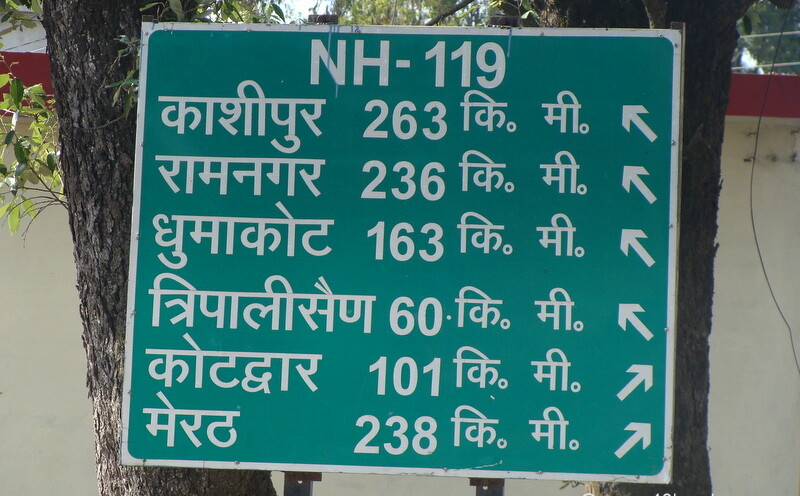 NH-119
काशीपुर 263 कि॰ मी॰ ↖
रामनगर 236 कि॰ मी॰ ↖
धुमाकोट 163 कि॰ मी॰ ↖
त्रिपालीसैण 60 कि॰ मी॰ ↖
कोटद्वार 101 कि॰ मी॰ ↗
मेरठ 238 कि॰ मी॰ ↗